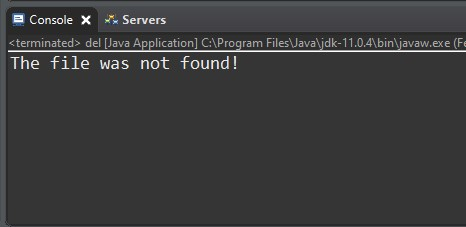 Console Servers
<terminated> del [Java Application] C:\Program Files\Java\jdk-11.0.4\bin\javaw.exe (Fe
The file was not found!